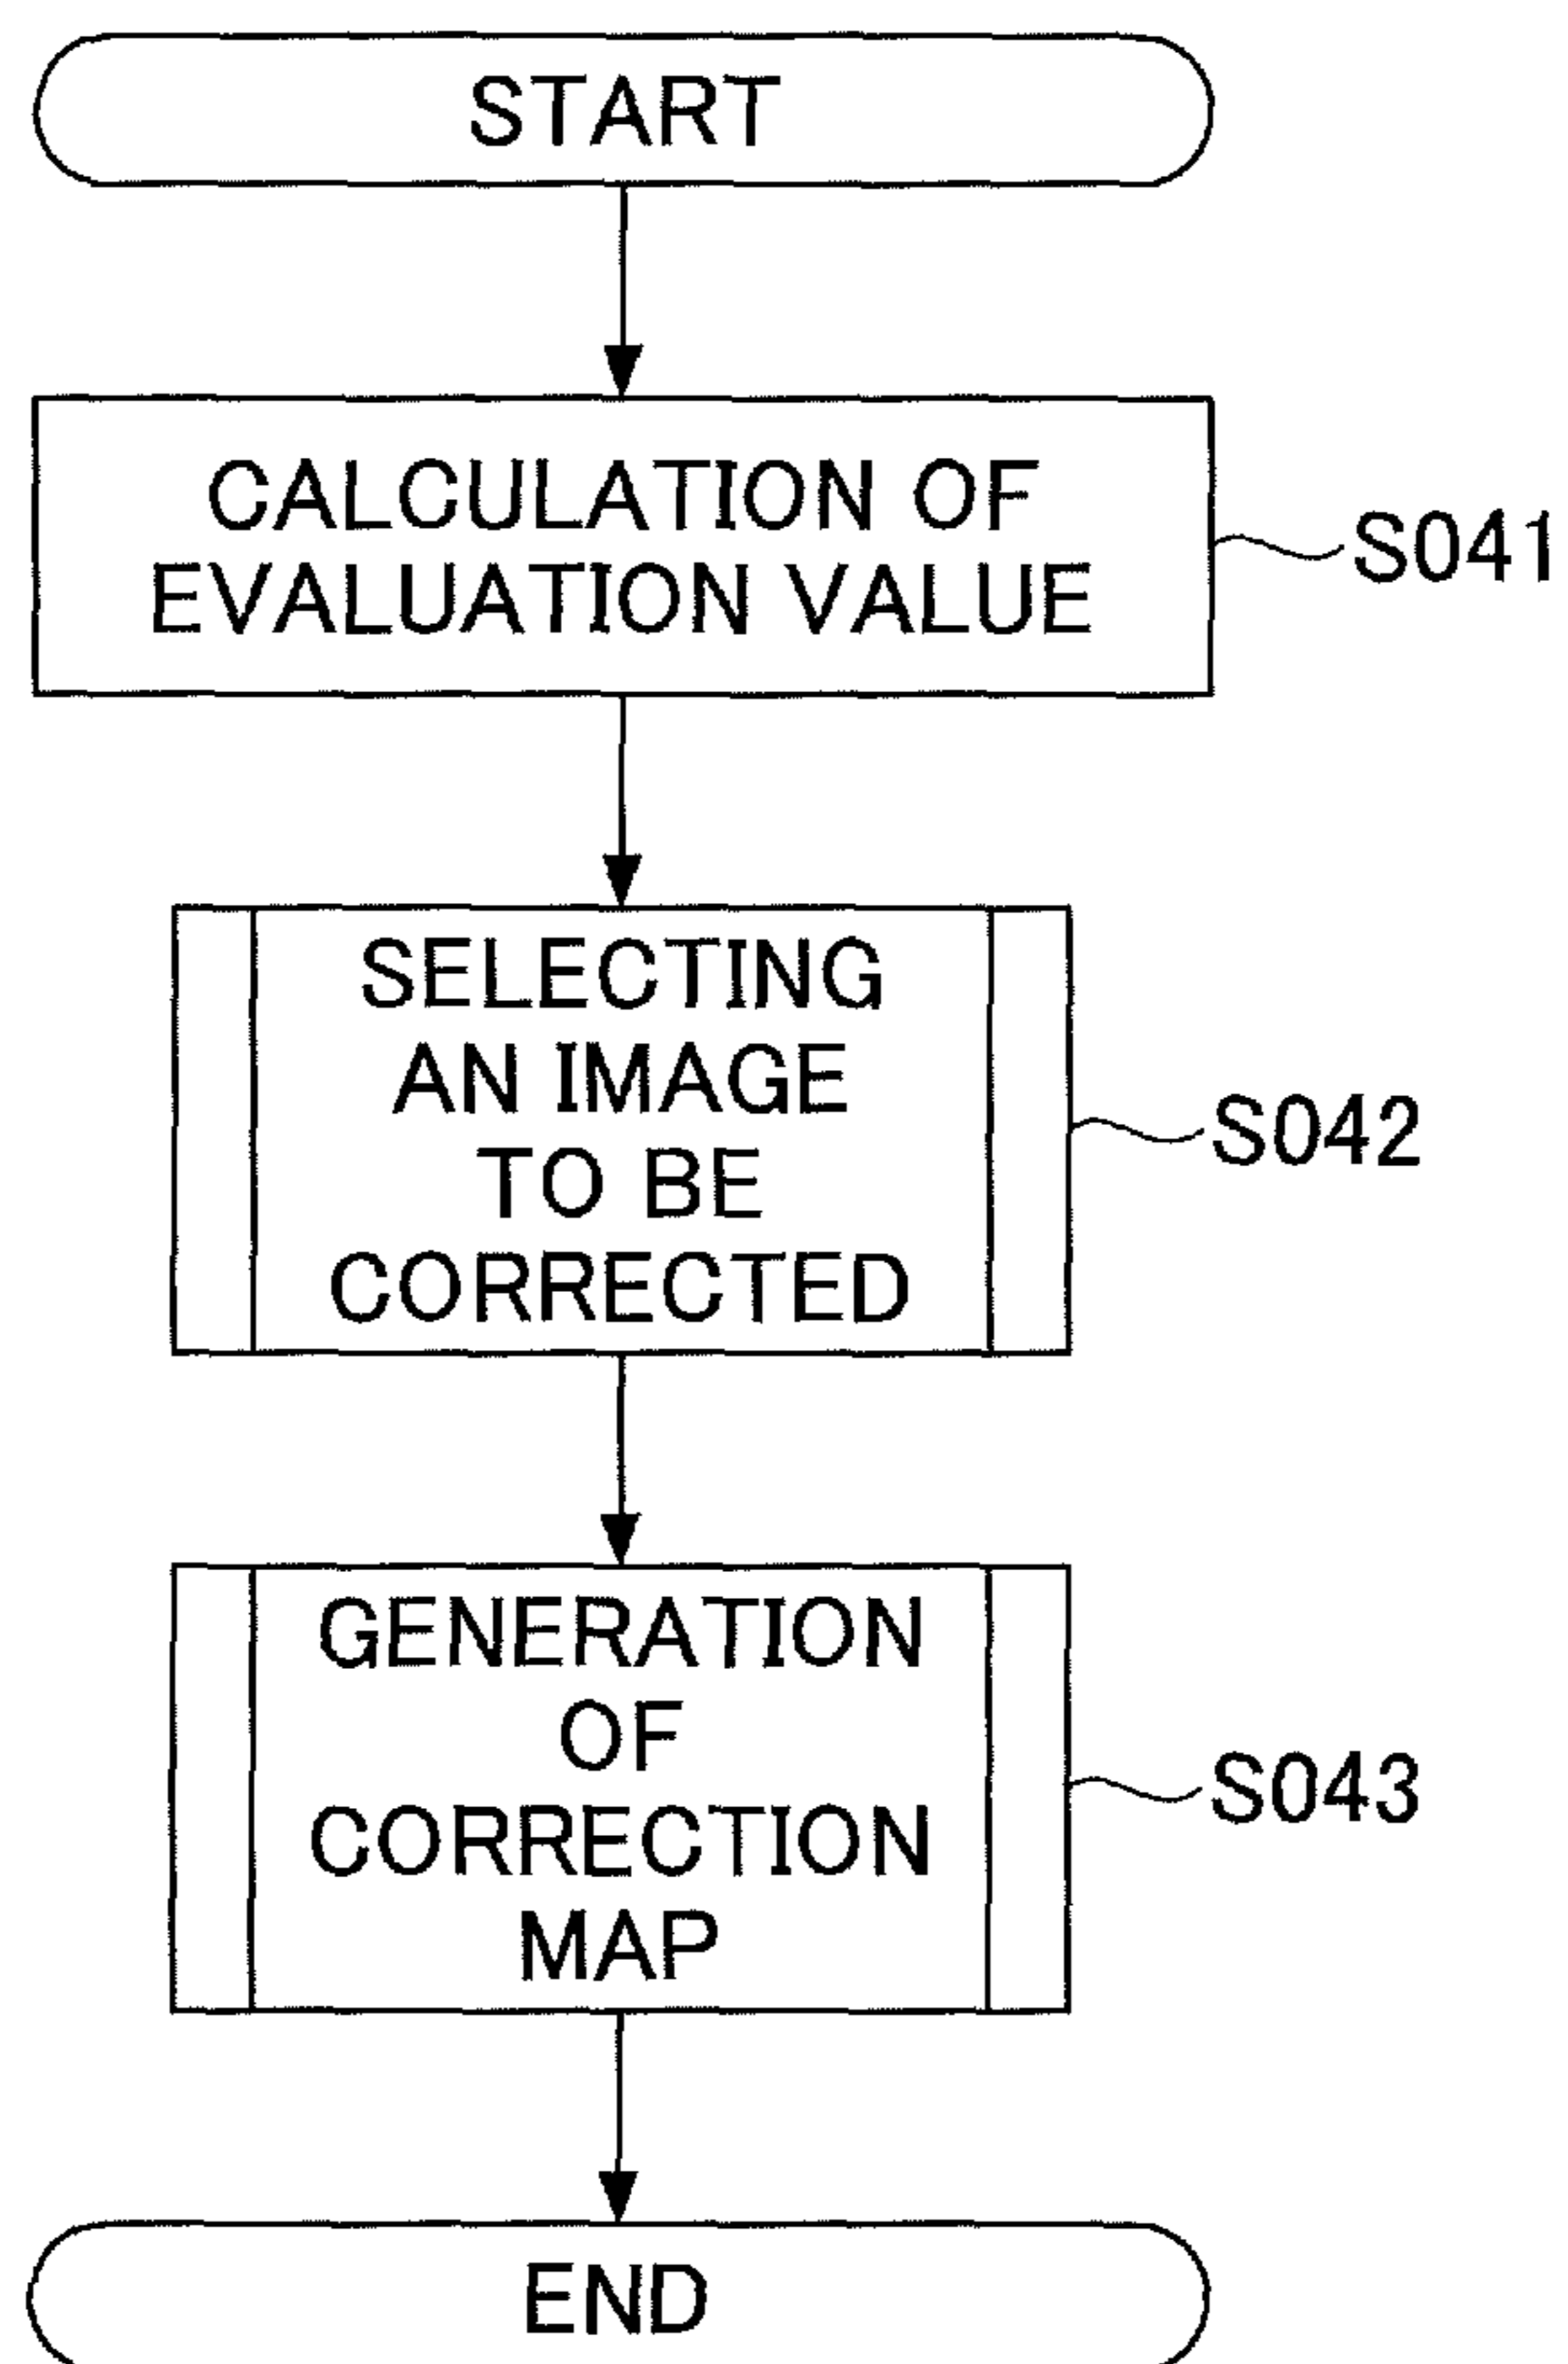 START
CALCULATION OF
EVALUATION VALUE
S041
SELECTING
AN IMAGE
TO BE
CORRECTED
S042
GENERATION
OF
CORRECTION
MAP
S043
END